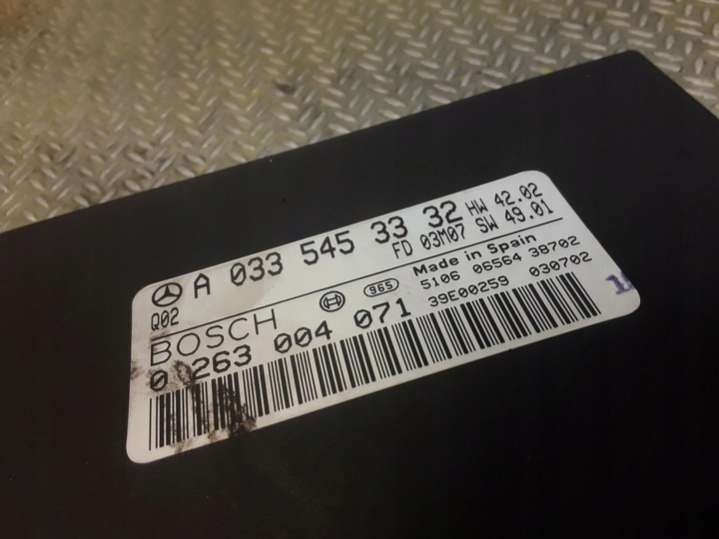 A 033 545 33 32 HW 42.02
Q02 FD 03M07 SW 49.01
BOSCH 965 Made in Spain
5106 06564 38702
0 263 004 071 39E00259 030702